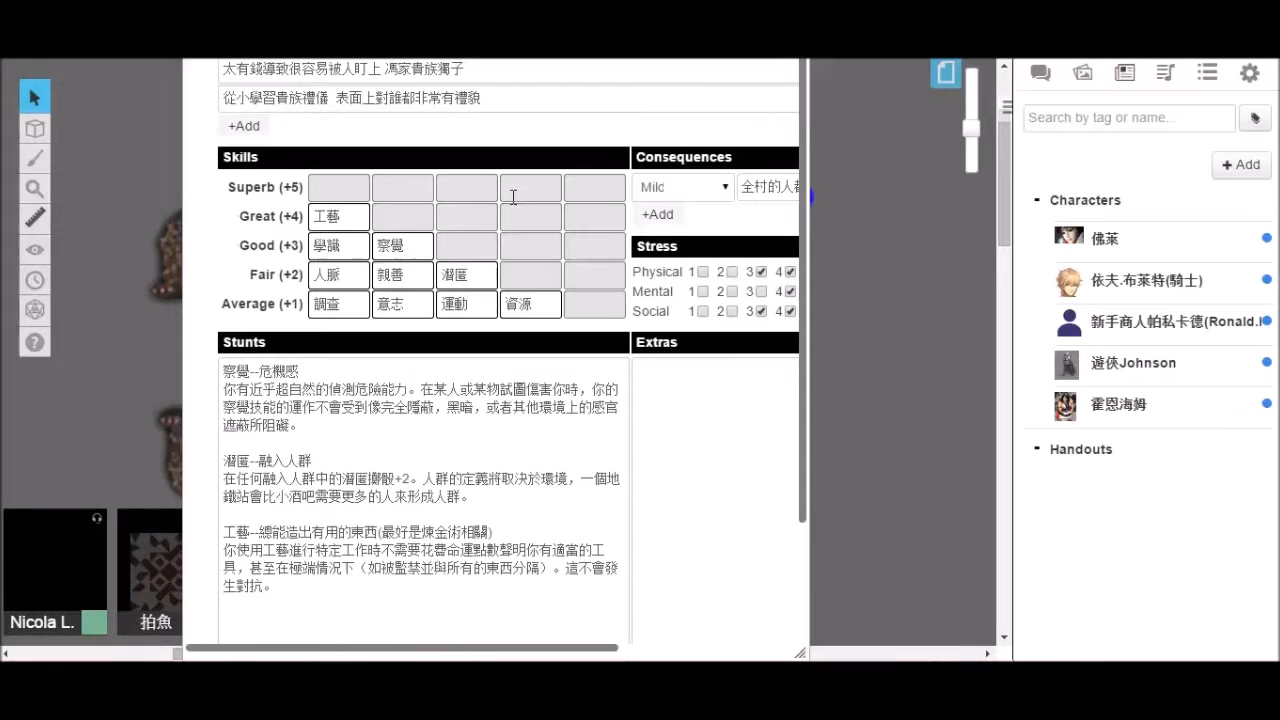 太有錢導致很容易被人盯上 馮家貴族獨子
從小學習貴族禮儀 表面上對誰都非常有禮貌
+Add
Skills
Superb (+5)
Great (+4) 工藝
Good (+3) 學識 察覺
Fair (+2) 人脈 親善 潛匿
Average (+1) 調查 意志 運動 資源
Consequences
Mild 全村的人都
+Add
Stress
Physical 1 2 3 4
Mental 1 2 3 4
Social 1 2 3 4
Stunts
察覺--危機感
你有近乎超自然的偵測危險能力。在某人或某物試圖傷害你時，你的
察覺技能的運作不會受到像完全隱蔽，黑暗，或者其他環境上的感官
遮蔽所阻礙。
潛匿--融入人群
在任何融入人群中的潛匿擲骰+2。人群的定義將取決於環境，一個地
鐵站會比小酒吧需要更多的人來形成人群。
工藝--總能造出有用的東西(最好是煉金術相關)
你使用工藝進行特定工作時不需要花費命運點數聲明你有適當的工
具，甚至在極端情況下（如被監禁並與所有的東西分隔）。這不會發
生對抗。
Extras
Nicola L.
拍魚
Search by tag or name...
+ Add
Characters
佛萊
依夫.布萊特(騎士)
新手商人帕私卡德(Ronald.
遊俠Johnson
霍恩海姆
Handouts